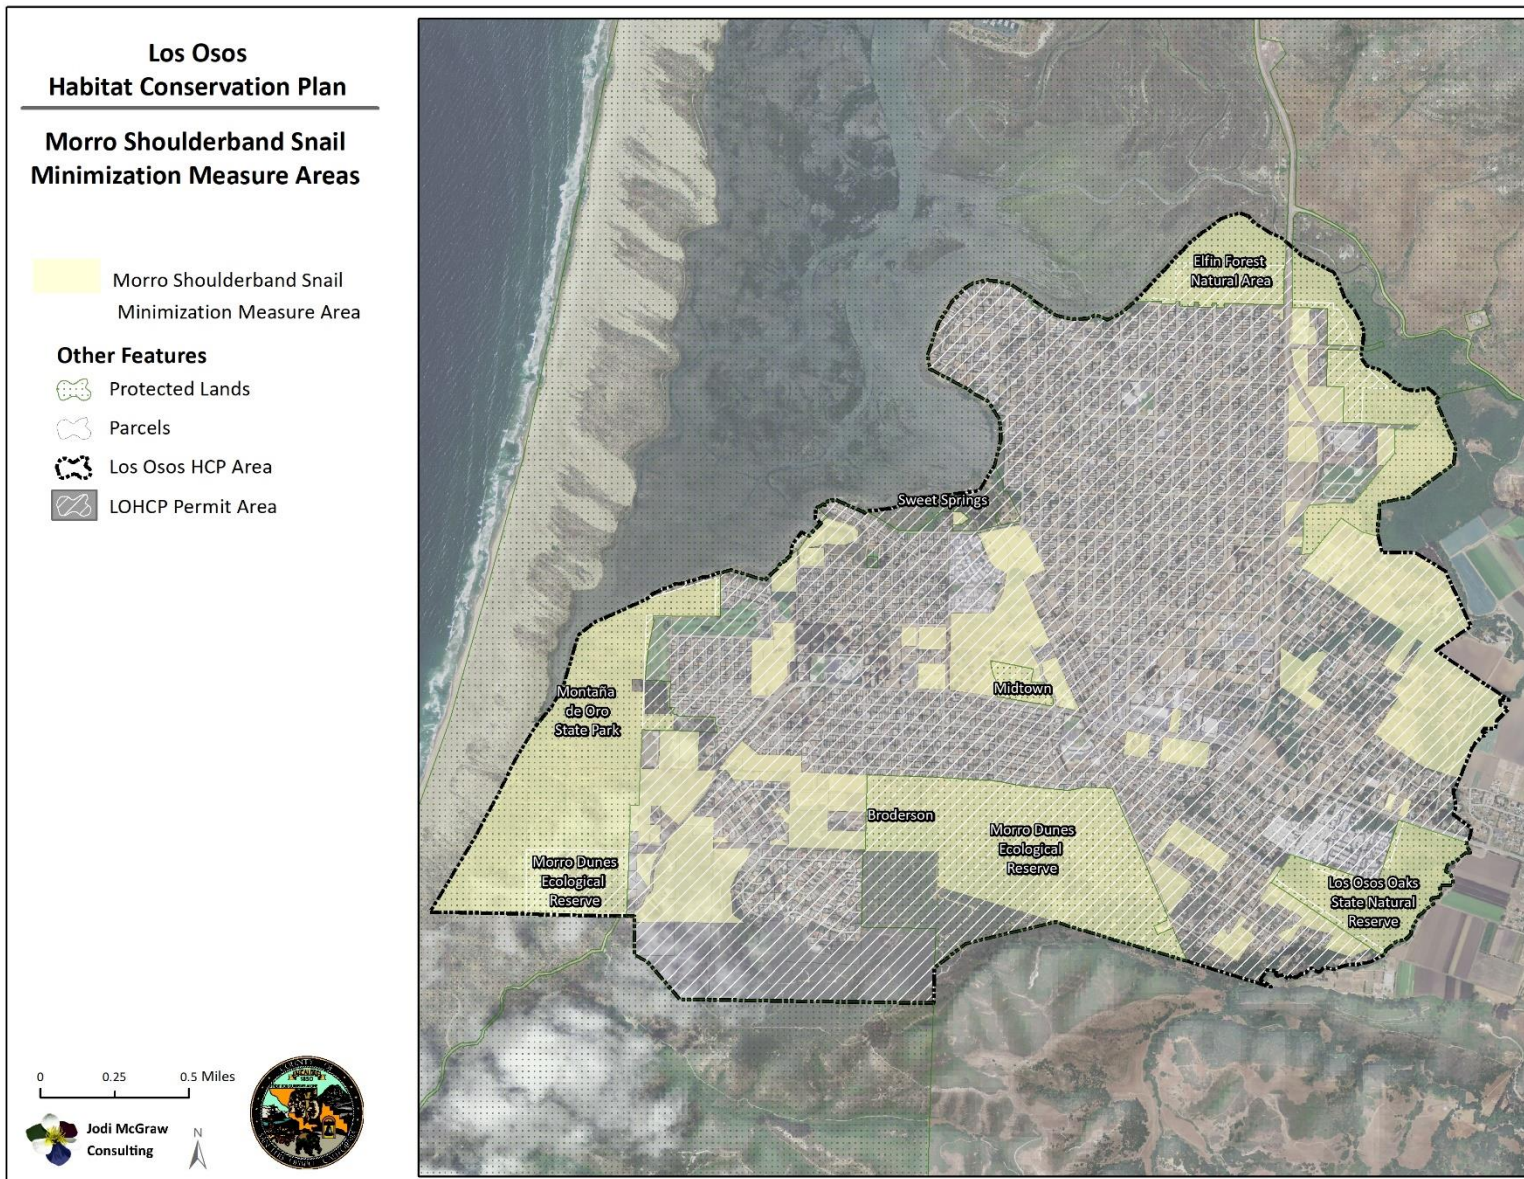 Los Osos
Habitat Conservation Plan
Morro Shoulderband Snail
Minimization Measure Areas
Morro Shoulderband Snail
Minimization Measure Area
Other Features
Protected Lands
Parcels
Los Osos HCP Area
LOHCP Permit Area
0 0.25 0.5 Miles
Jodi McGraw
Consulting
N
Elfin Forest
Natural Area
Sweet Springs
Montaña
de Oro
State Park
Midtown
Broderson
Morro Dunes
Ecological
Reserve
Morro Dunes
Ecological
Reserve
Los Osos Oaks
State Natural
Reserve